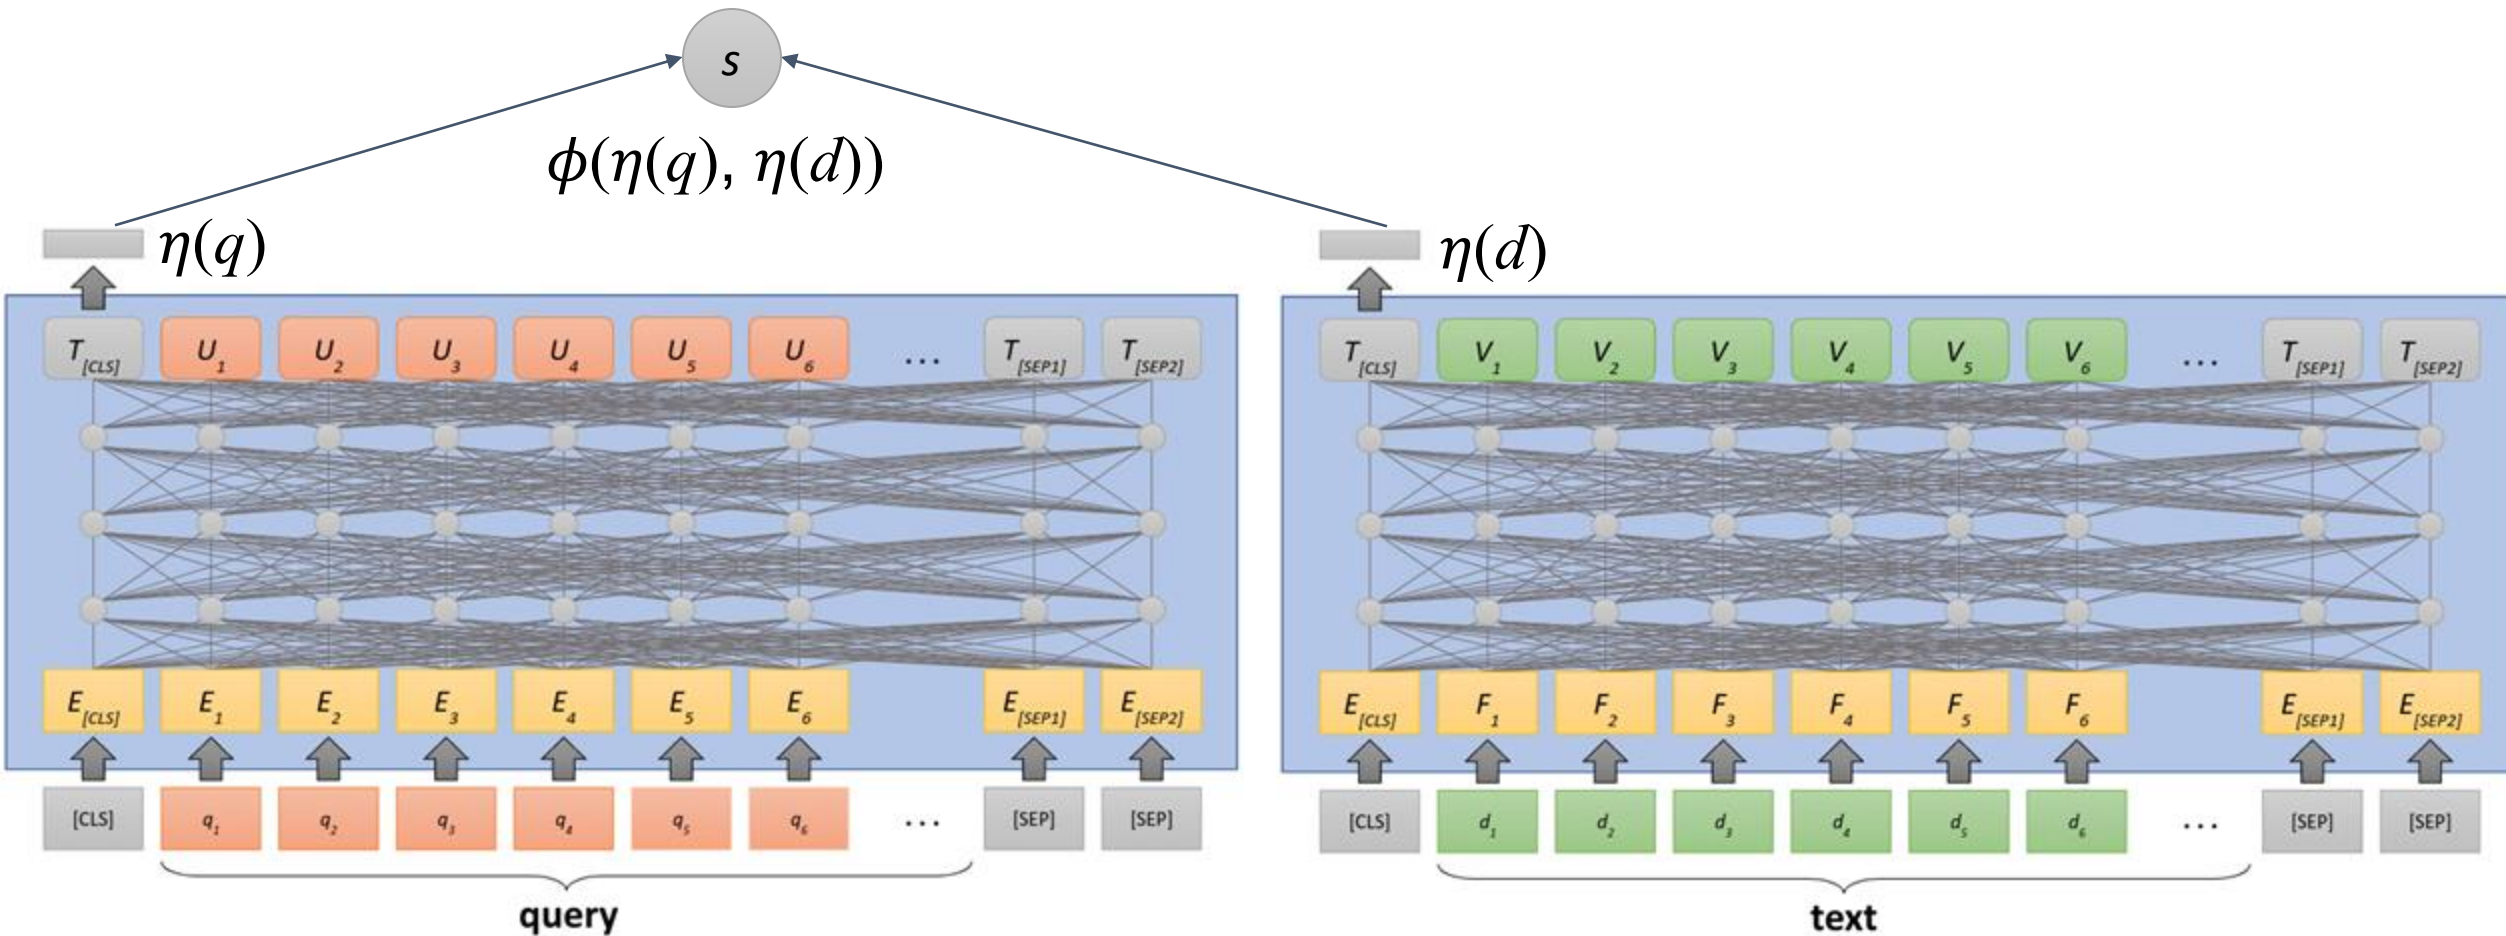 s
ϕ(η(q), η(d))
η(q) η(d)
T[CLS] U1 U2 U3 U4 U5 U6 ... T[SEP1] T[SEP2] T[CLS] V1 V2 V3 V4 V5 V6 ... T[SEP1] T[SEP2]
E[CLS] E1 E2 E3 E4 E5 E6 E[SEP1] E[SEP2] E[CLS] F1 F2 F3 F4 F5 F6 E[SEP1] E[SEP2]
[CLS] q1 q2 q3 q4 q5 q6 ... [SEP] [SEP] [CLS] d1 d2 d3 d4 d5 d6 ... [SEP] [SEP]
query text